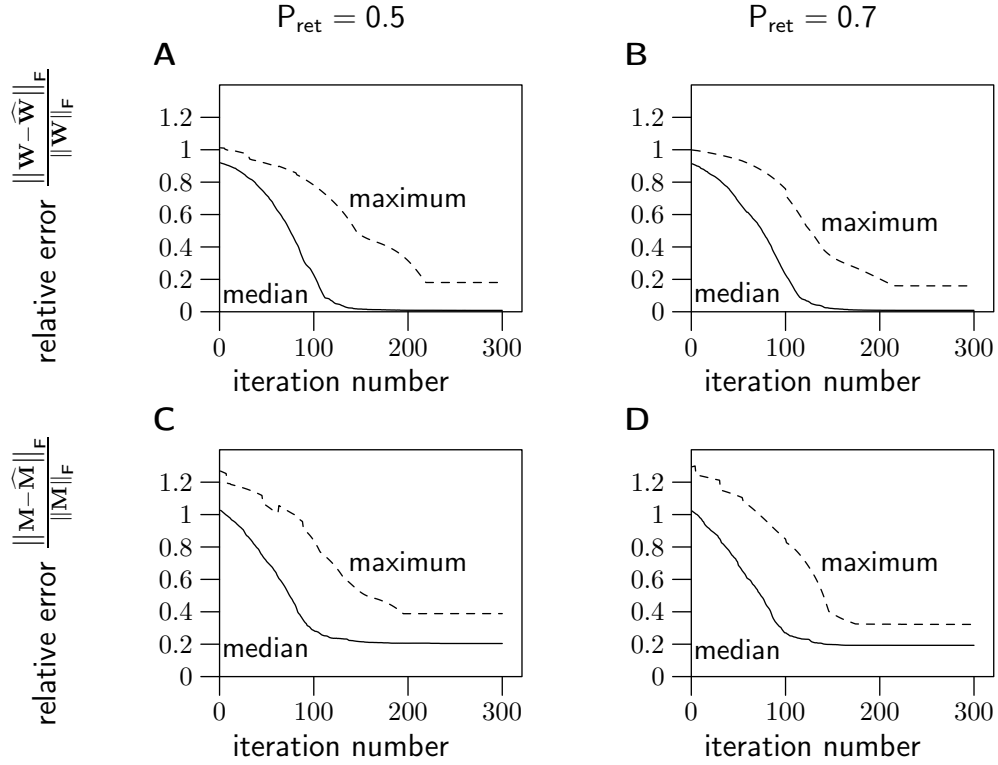 P_ret = 0.5
P_ret = 0.7
A
relative error ||W−Ŵ||_F / ||W||_F
1.2
1
0.8
0.6
0.4
0.2
0
maximum
median
0 100 200 300
iteration number
B
1.2
1
0.8
0.6
0.4
0.2
0
maximum
median
0 100 200 300
iteration number
C
relative error ||M−M̂||_F / ||M||_F
1.2
1
0.8
0.6
0.4
0.2
0
maximum
median
0 100 200 300
iteration number
D
1.2
1
0.8
0.6
0.4
0.2
0
maximum
median
0 100 200 300
iteration number